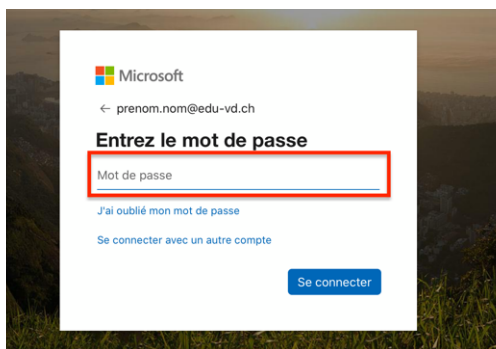 Microsoft
← prenom.nom@edu-vd.ch
Entrez le mot de passe
Mot de passe
J'ai oublié mon mot de passe
Se connecter avec un autre compte
Se connecter